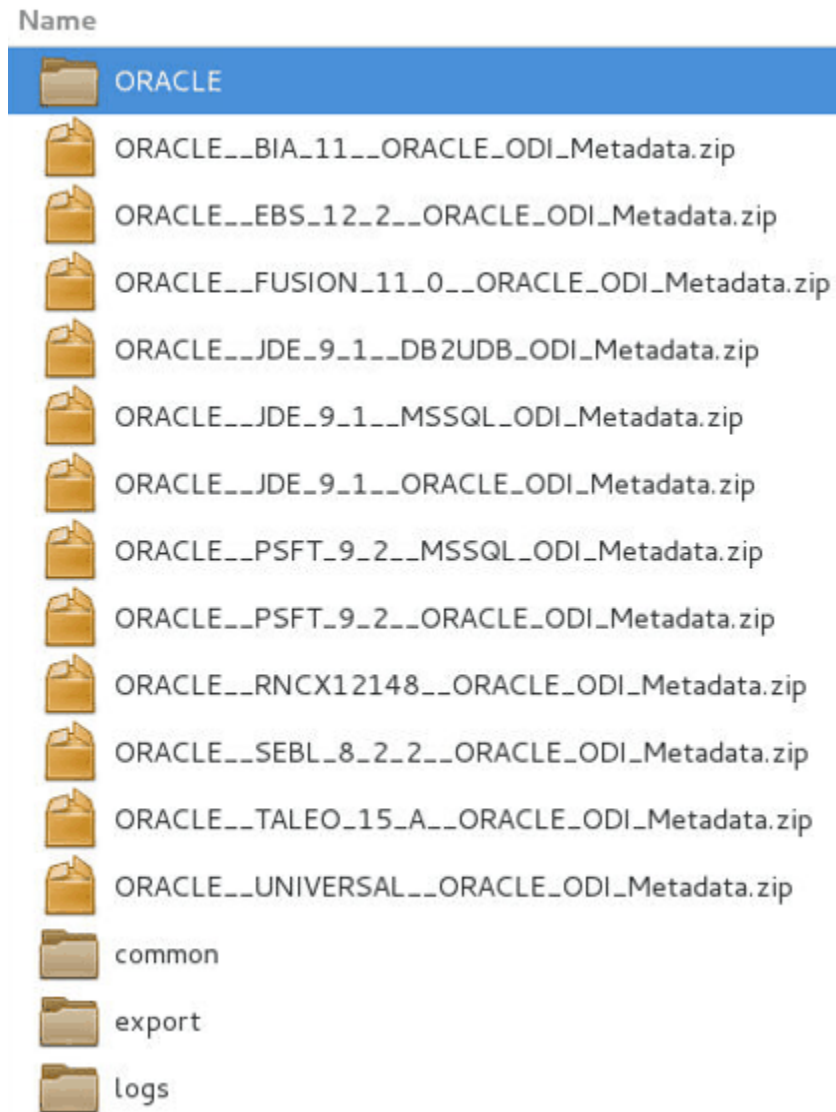 Name
ORACLE
ORACLE__BIA_11__ORACLE_ODI_Metadata.zip
ORACLE__EBS_12_2__ORACLE_ODI_Metadata.zip
ORACLE__FUSION_11_0__ORACLE_ODI_Metadata.zip
ORACLE__JDE_9_1__DB2UDB_ODI_Metadata.zip
ORACLE__JDE_9_1__MSSQL_ODI_Metadata.zip
ORACLE__JDE_9_1__ORACLE_ODI_Metadata.zip
ORACLE__PSFT_9_2__MSSQL_ODI_Metadata.zip
ORACLE__PSFT_9_2__ORACLE_ODI_Metadata.zip
ORACLE__RNCX12148__ORACLE_ODI_Metadata.zip
ORACLE__SEBL_8_2_2__ORACLE_ODI_Metadata.zip
ORACLE__TALEO_15_A__ORACLE_ODI_Metadata.zip
ORACLE__UNIVERSAL__ORACLE_ODI_Metadata.zip
common
export
logs